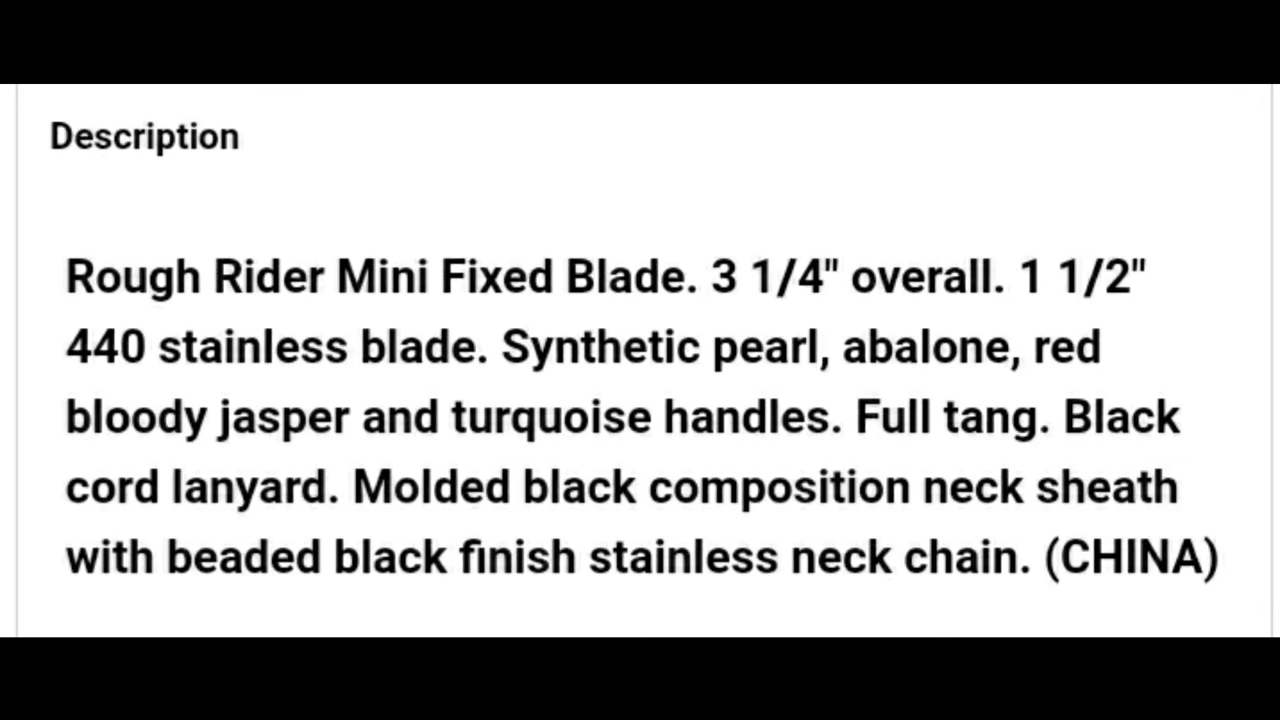 Description
Rough Rider Mini Fixed Blade. 3 1/4" overall. 1 1/2"
440 stainless blade. Synthetic pearl, abalone, red
bloody jasper and turquoise handles. Full tang. Black
cord lanyard. Molded black composition neck sheath
with beaded black finish stainless neck chain. (CHINA)